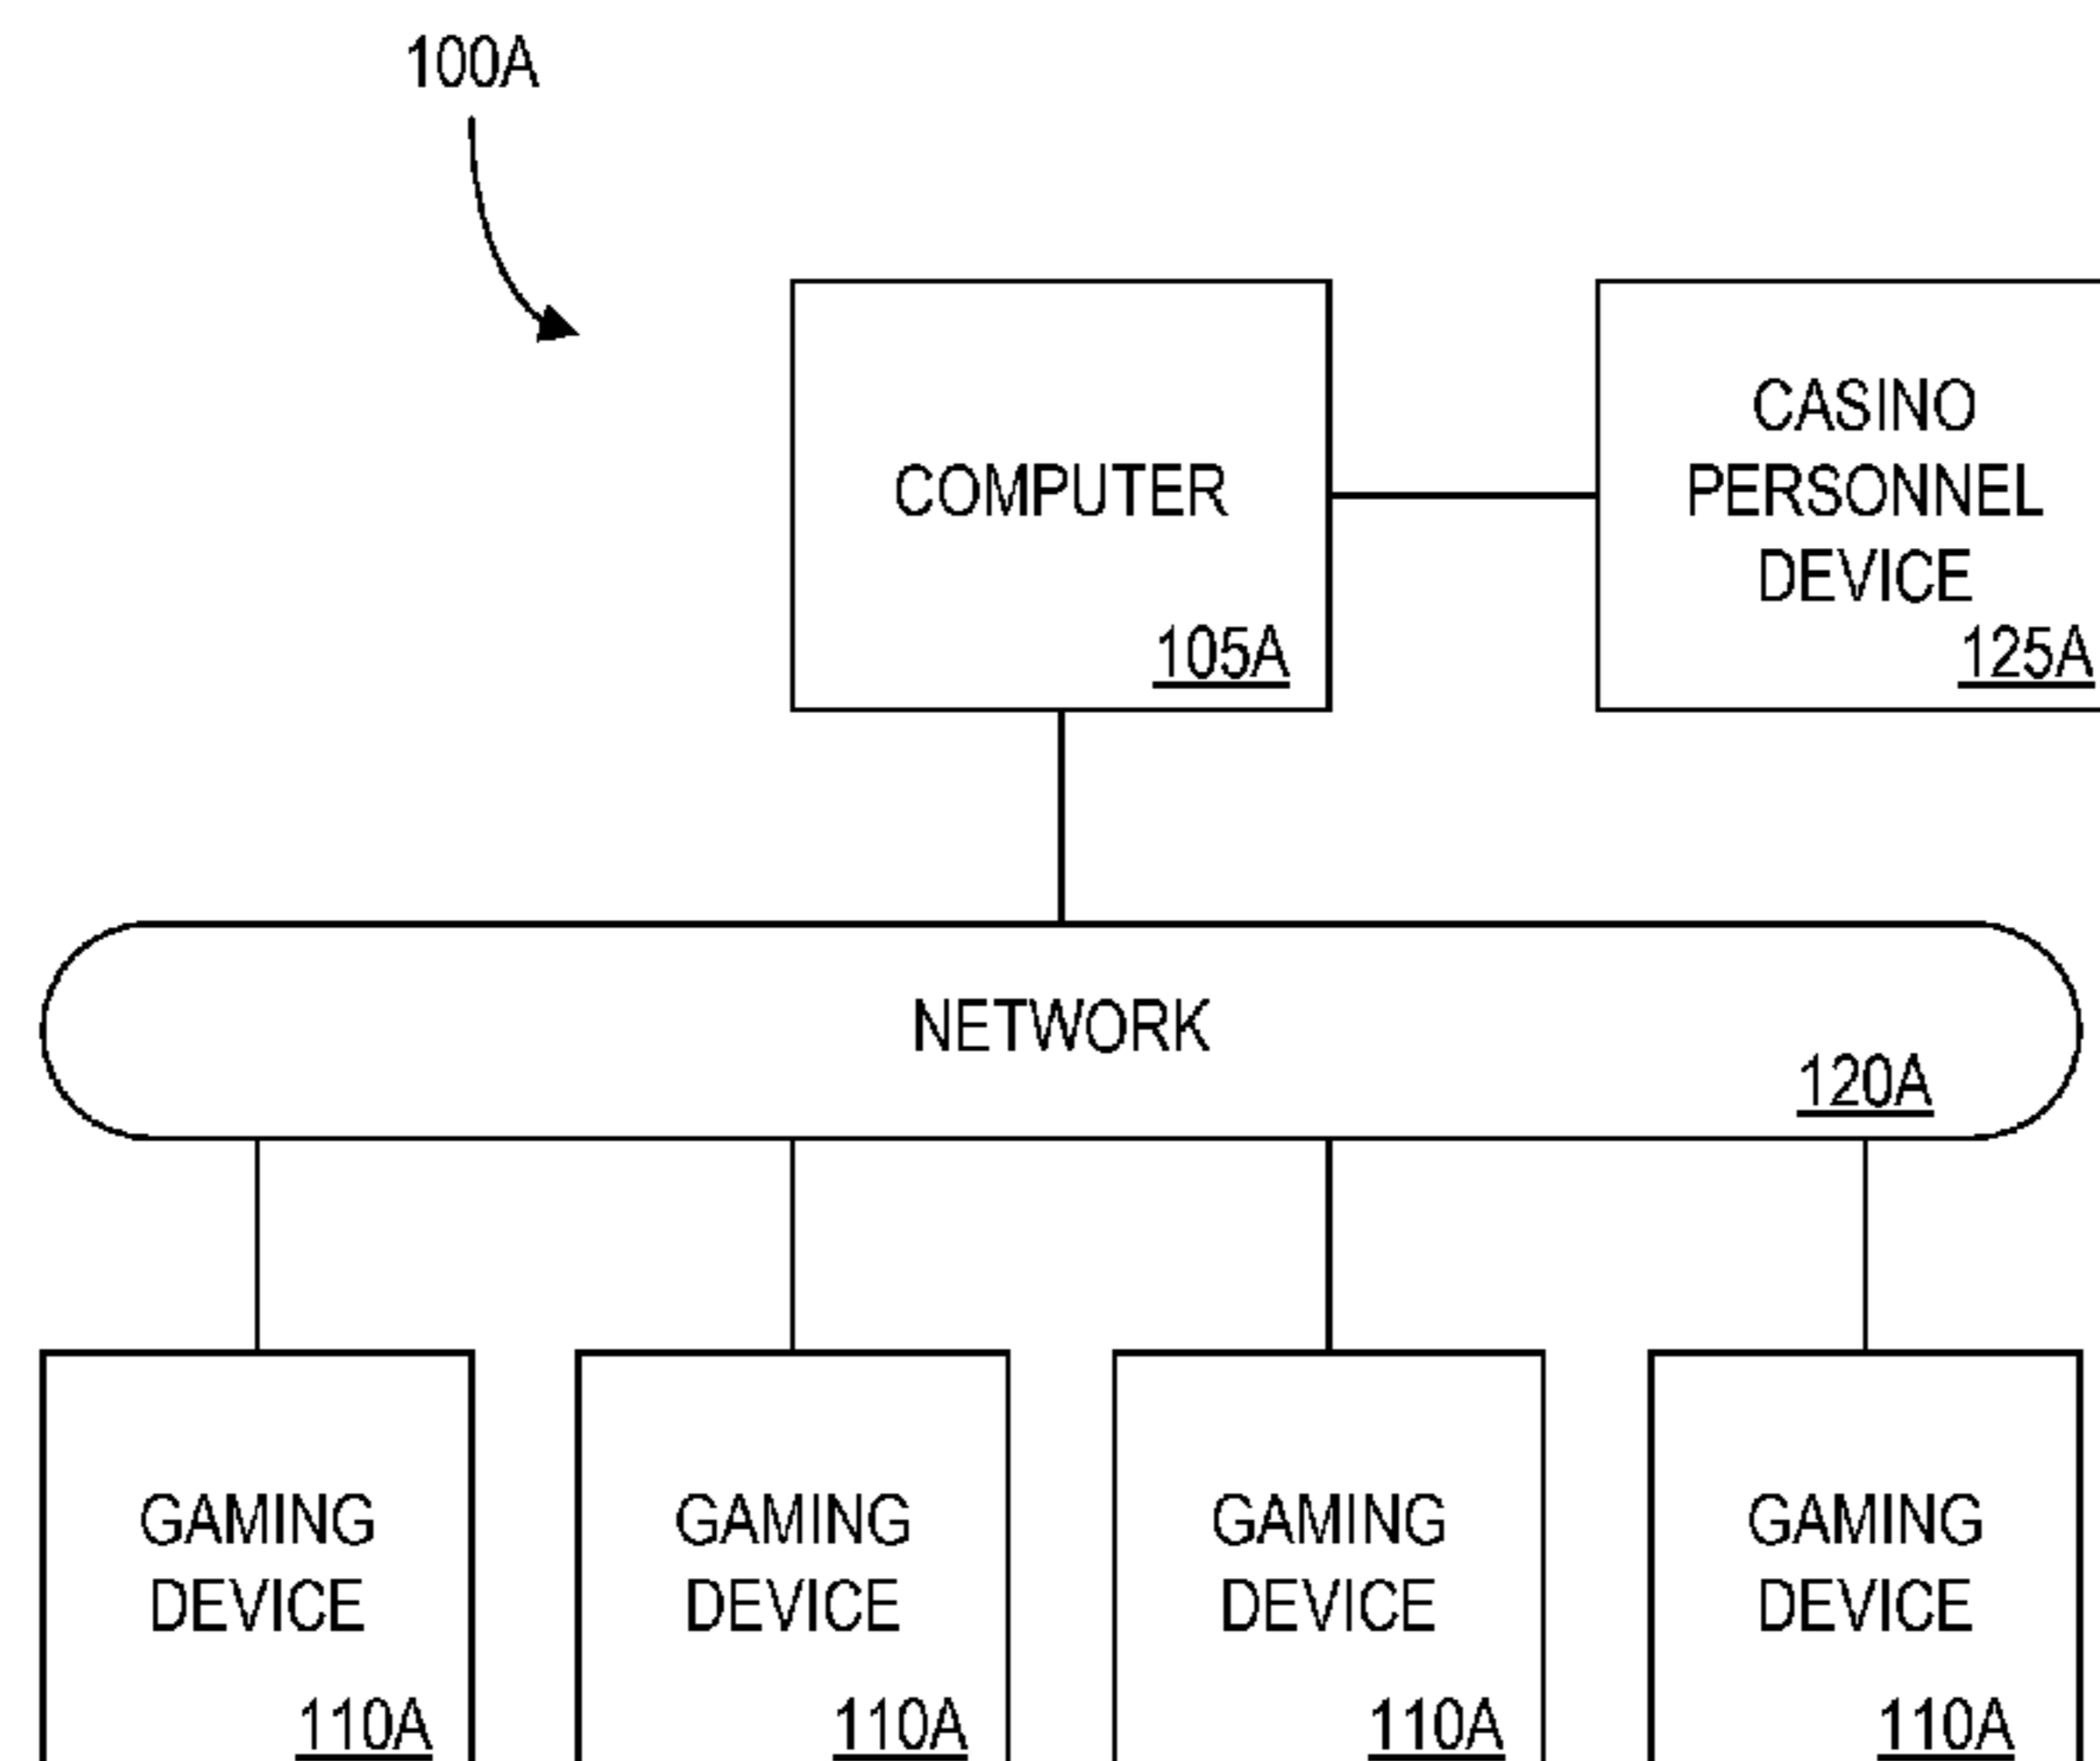 100A
COMPUTER
105A
CASINO
PERSONNEL
DEVICE
125A
NETWORK
120A
GAMING
DEVICE
110A
GAMING
DEVICE
110A
GAMING
DEVICE
110A
GAMING
DEVICE
110A